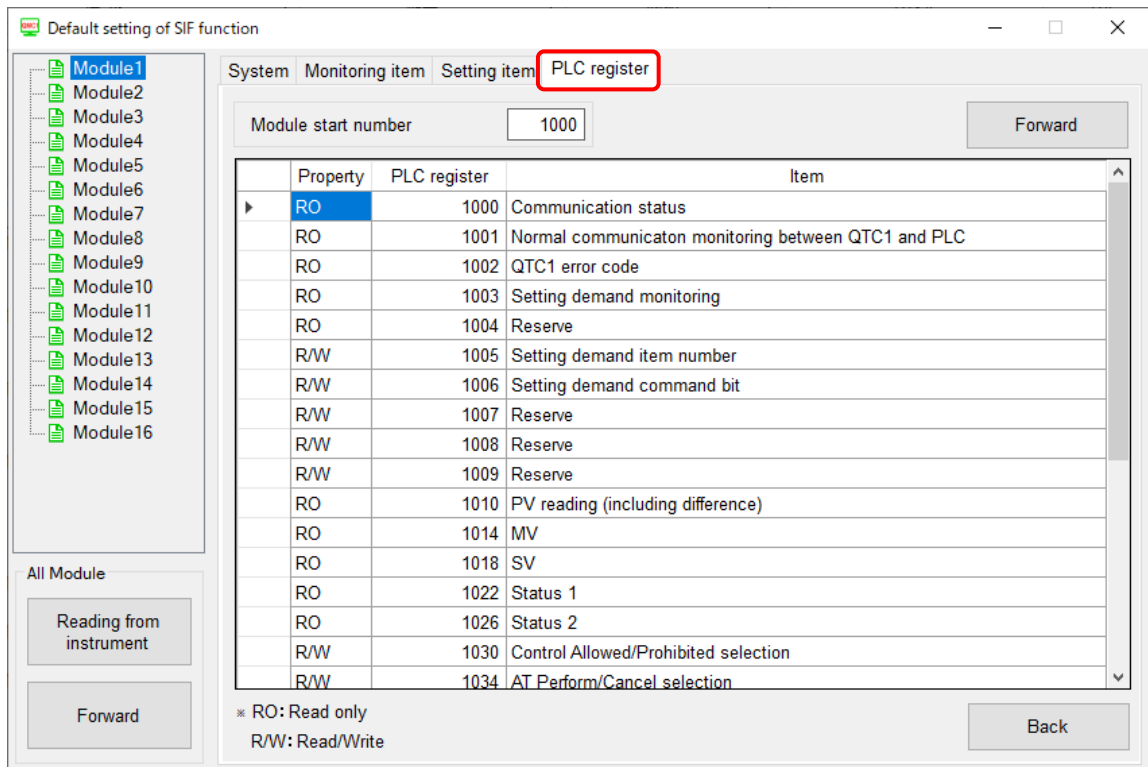 QMC1 Default setting of SIF function
Module1
Module2
Module3
Module4
Module5
Module6
Module7
Module8
Module9
Module10
Module11
Module12
Module13
Module14
Module15
Module16
All Module
Reading from
instrument
Forward
System Monitoring item Setting item PLC register
Module start number 1000 Forward
Property PLC register Item
RO 1000 Communication status
RO 1001 Normal communicaton monitoring between QTC1 and PLC
RO 1002 QTC1 error code
RO 1003 Setting demand monitoring
RO 1004 Reserve
R/W 1005 Setting demand item number
R/W 1006 Setting demand command bit
R/W 1007 Reserve
R/W 1008 Reserve
R/W 1009 Reserve
RO 1010 PV reading (including difference)
RO 1014 MV
RO 1018 SV
RO 1022 Status 1
RO 1026 Status 2
R/W 1030 Control Allowed/Prohibited selection
R/W 1034 AT Perform/Cancel selection
※ RO: Read only
R/W: Read/Write
Back